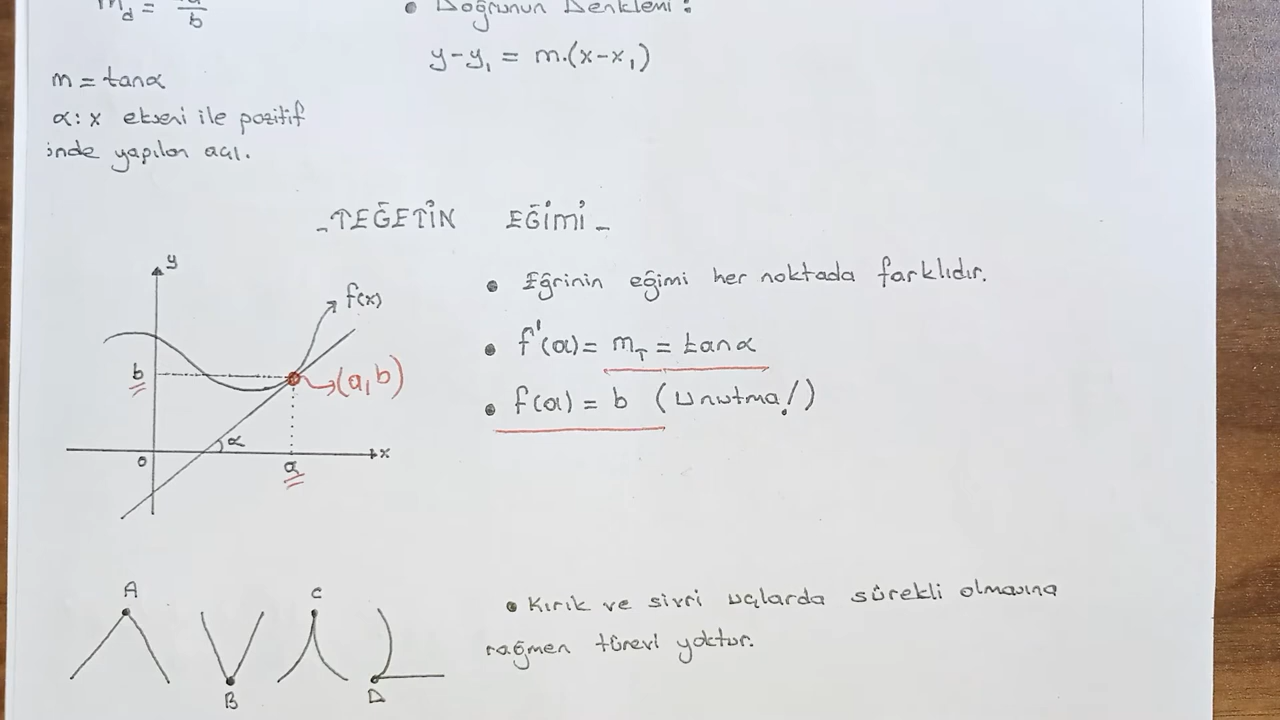 m_d = -a/b
• Doğrunun Denklemi:
y-y₁ = m.(x-x₁)
m = tanα
α: x ekseni ile pozitif
yapılan açı.
-TEĞETİN EĞİMİ-
y
f(x)
b
(a,b)
α
0
a
x
• Eğrinin eğimi her noktada farklıdır.
• f'(a) = m_T = tanα
• f(a) = b (Unutma!)
A
B
C
D
• Kırık ve sivri uçlarda sürekli olmasına
rağmen türevi yoktur.